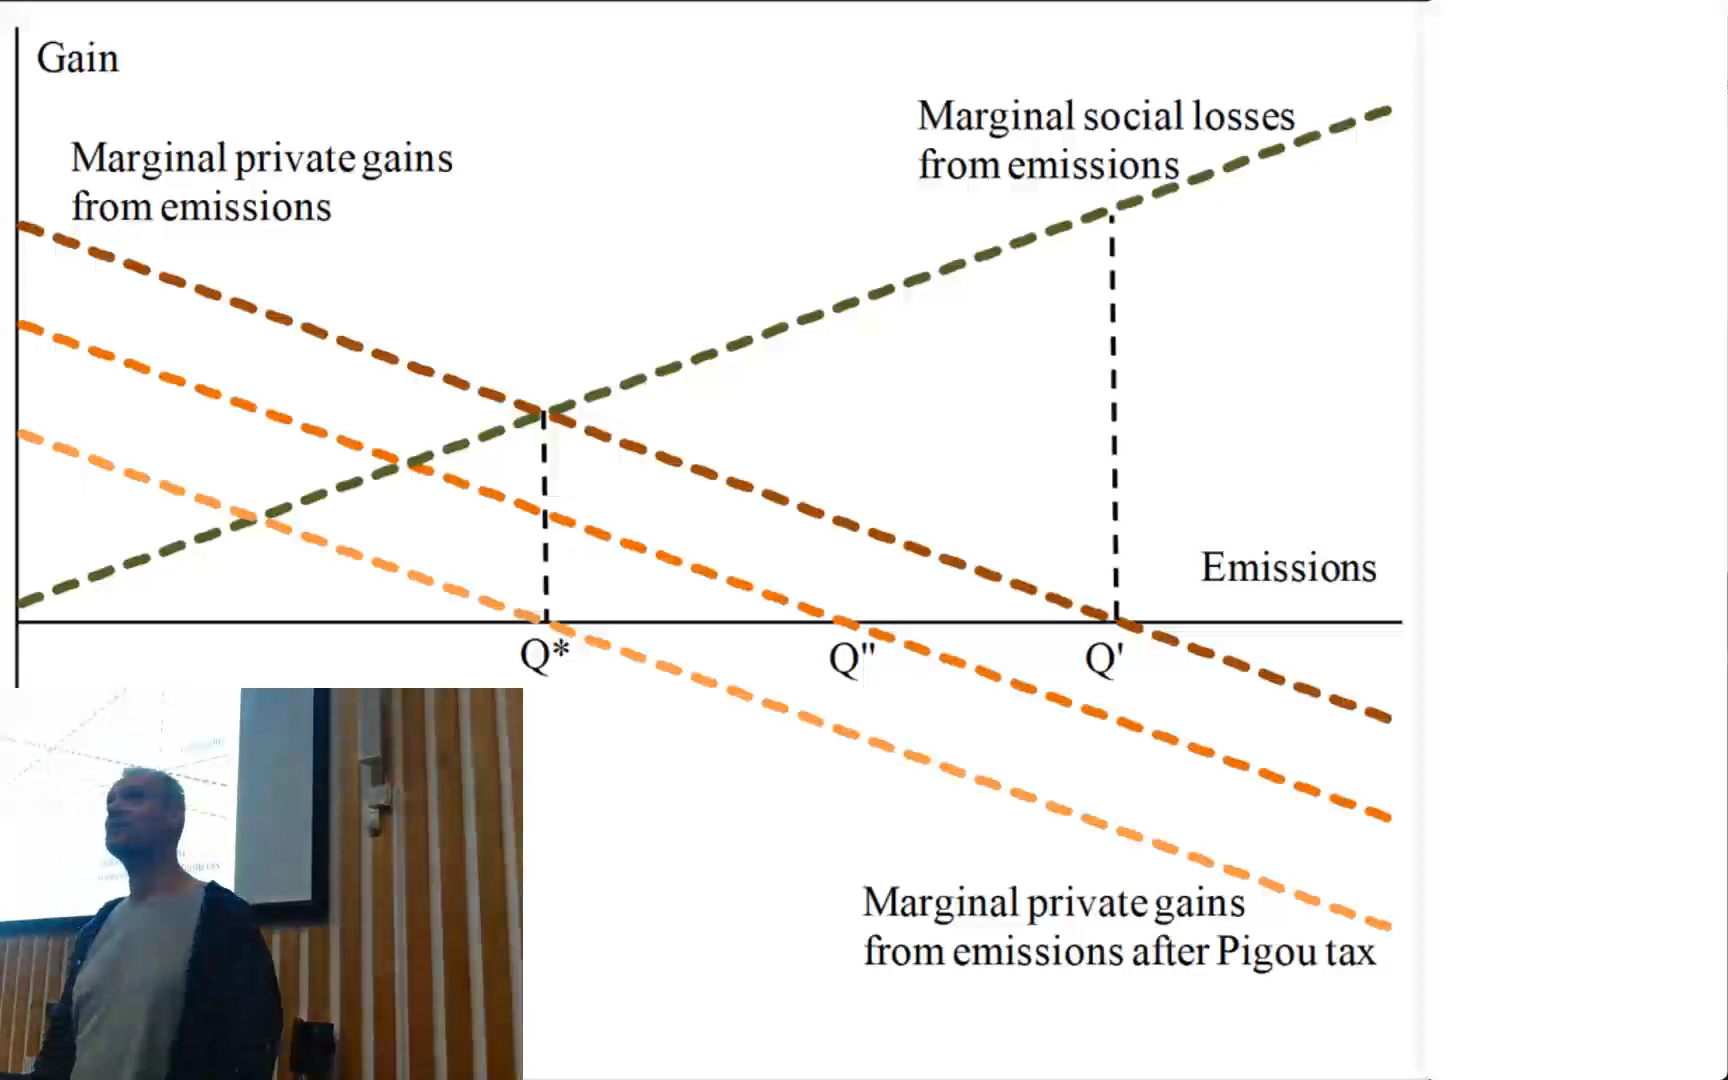 Gain
Marginal private gains
from emissions
Marginal social losses
from emissions
Emissions
Q*
Q"
Q'
Marginal private gains
from emissions after Pigou tax